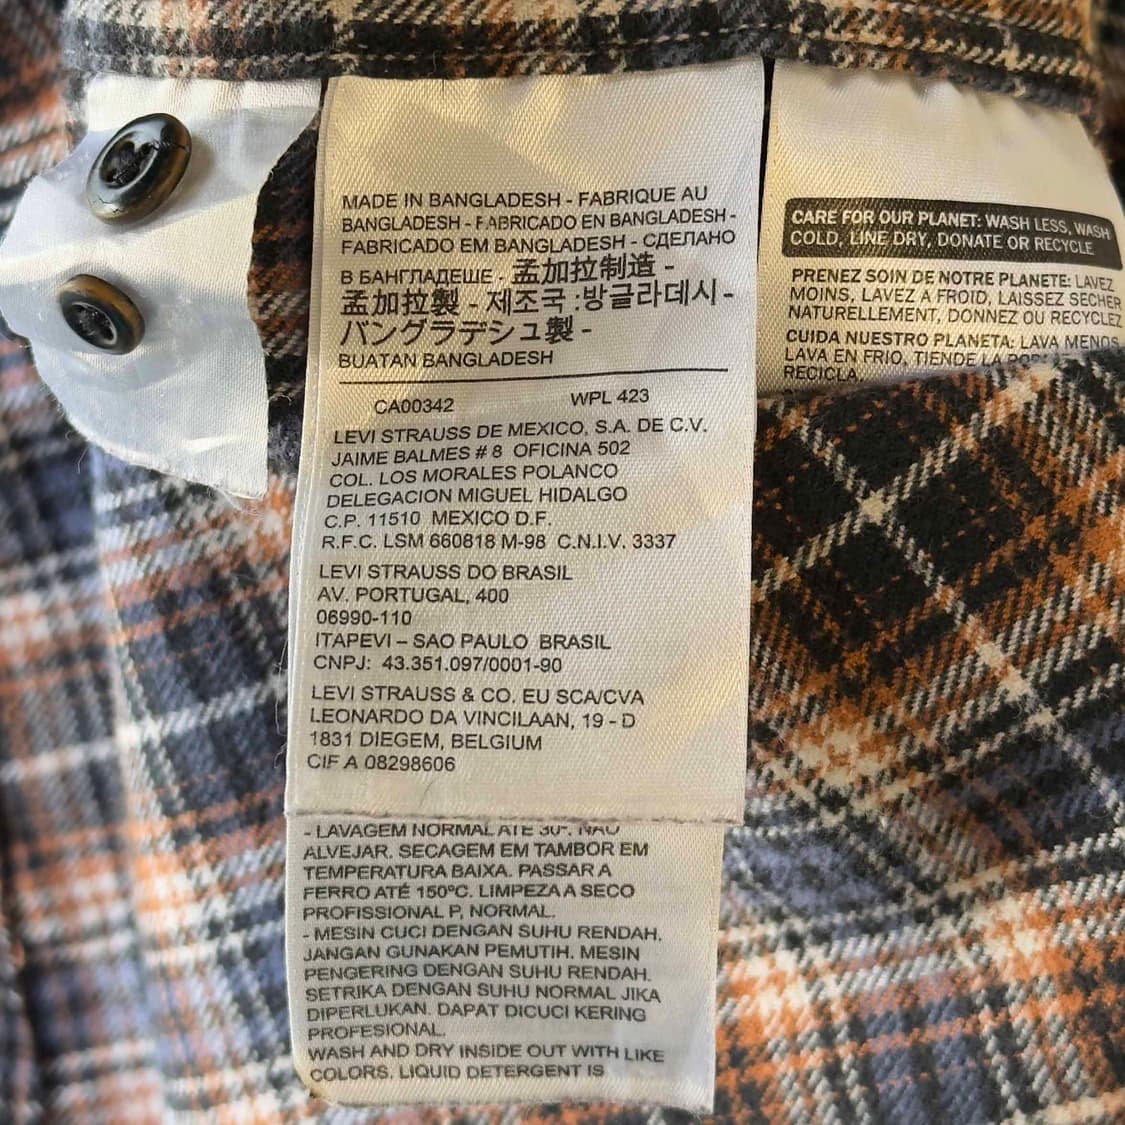 MADE IN BANGLADESH - FABRIQUE AU
BANGLADESH - FABRICADO EN BANGLADESH -
FABRICADO EM BANGLADESH - СДЕЛАНО
В БАНГЛАДЕШЕ - 孟加拉制造 -
孟加拉製 - 제조국 :방글라데시 -
バングラデシュ製 -
BUATAN BANGLADESH
CA00342 WPL 423
LEVI STRAUSS DE MEXICO, S.A. DE C.V.
JAIME BALMES # 8 OFICINA 502
COL. LOS MORALES POLANCO
DELEGACION MIGUEL HIDALGO
C.P. 11510 MEXICO D.F.
R.F.C. LSM 660818 M-98 C.N.I.V. 3337
LEVI STRAUSS DO BRASIL
AV. PORTUGAL, 400
06990-110
ITAPEVI – SAO PAULO BRASIL
CNPJ: 43.351.097/0001-90
LEVI STRAUSS & CO. EU SCA/CVA
LEONARDO DA VINCILAAN, 19 - D
1831 DIEGEM, BELGIUM
CIF A 08298606
- LAVAGEM NORMAL ATÉ 30º. NÃO
ALVEJAR. SECAGEM EM TAMBOR EM
TEMPERATURA BAIXA. PASSAR A
FERRO ATÉ 150ºC. LIMPEZA A SECO
PROFISSIONAL P, NORMAL.
- MESIN CUCI DENGAN SUHU RENDAH.
JANGAN GUNAKAN PEMUTIH. MESIN
PENGERING DENGAN SUHU RENDAH.
SETRIKA DENGAN SUHU NORMAL JIKA
DIPERLUKAN. DAPAT DICUCI KERING
PROFESIONAL.
WASH AND DRY INSIDE OUT WITH LIKE
COLORS. LIQUID DETERGENT IS
CARE FOR OUR PLANET: WASH LESS, WASH
COLD, LINE DRY, DONATE OR RECYCLE
PRENEZ SOIN DE NOTRE PLANETE: LAVEZ
MOINS, LAVEZ A FROID, LAISSEZ SECHER
NATURELLEMENT, DONNEZ OU RECYCLEZ
CUIDA NUESTRO PLANETA: LAVA MENOS
LAVA EN FRIO, TIENDE LA
RECICLA.